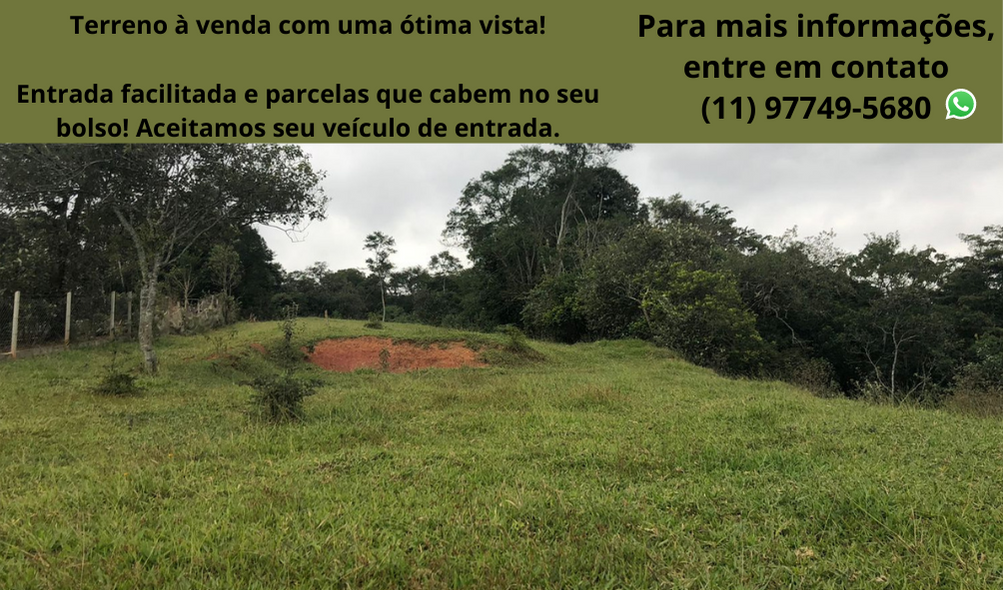 Terreno à venda com uma ótima vista!
Entrada facilitada e parcelas que cabem no seu
bolso! Aceitamos seu veículo de entrada.
Para mais informações,
entre em contato
(11) 97749-5680